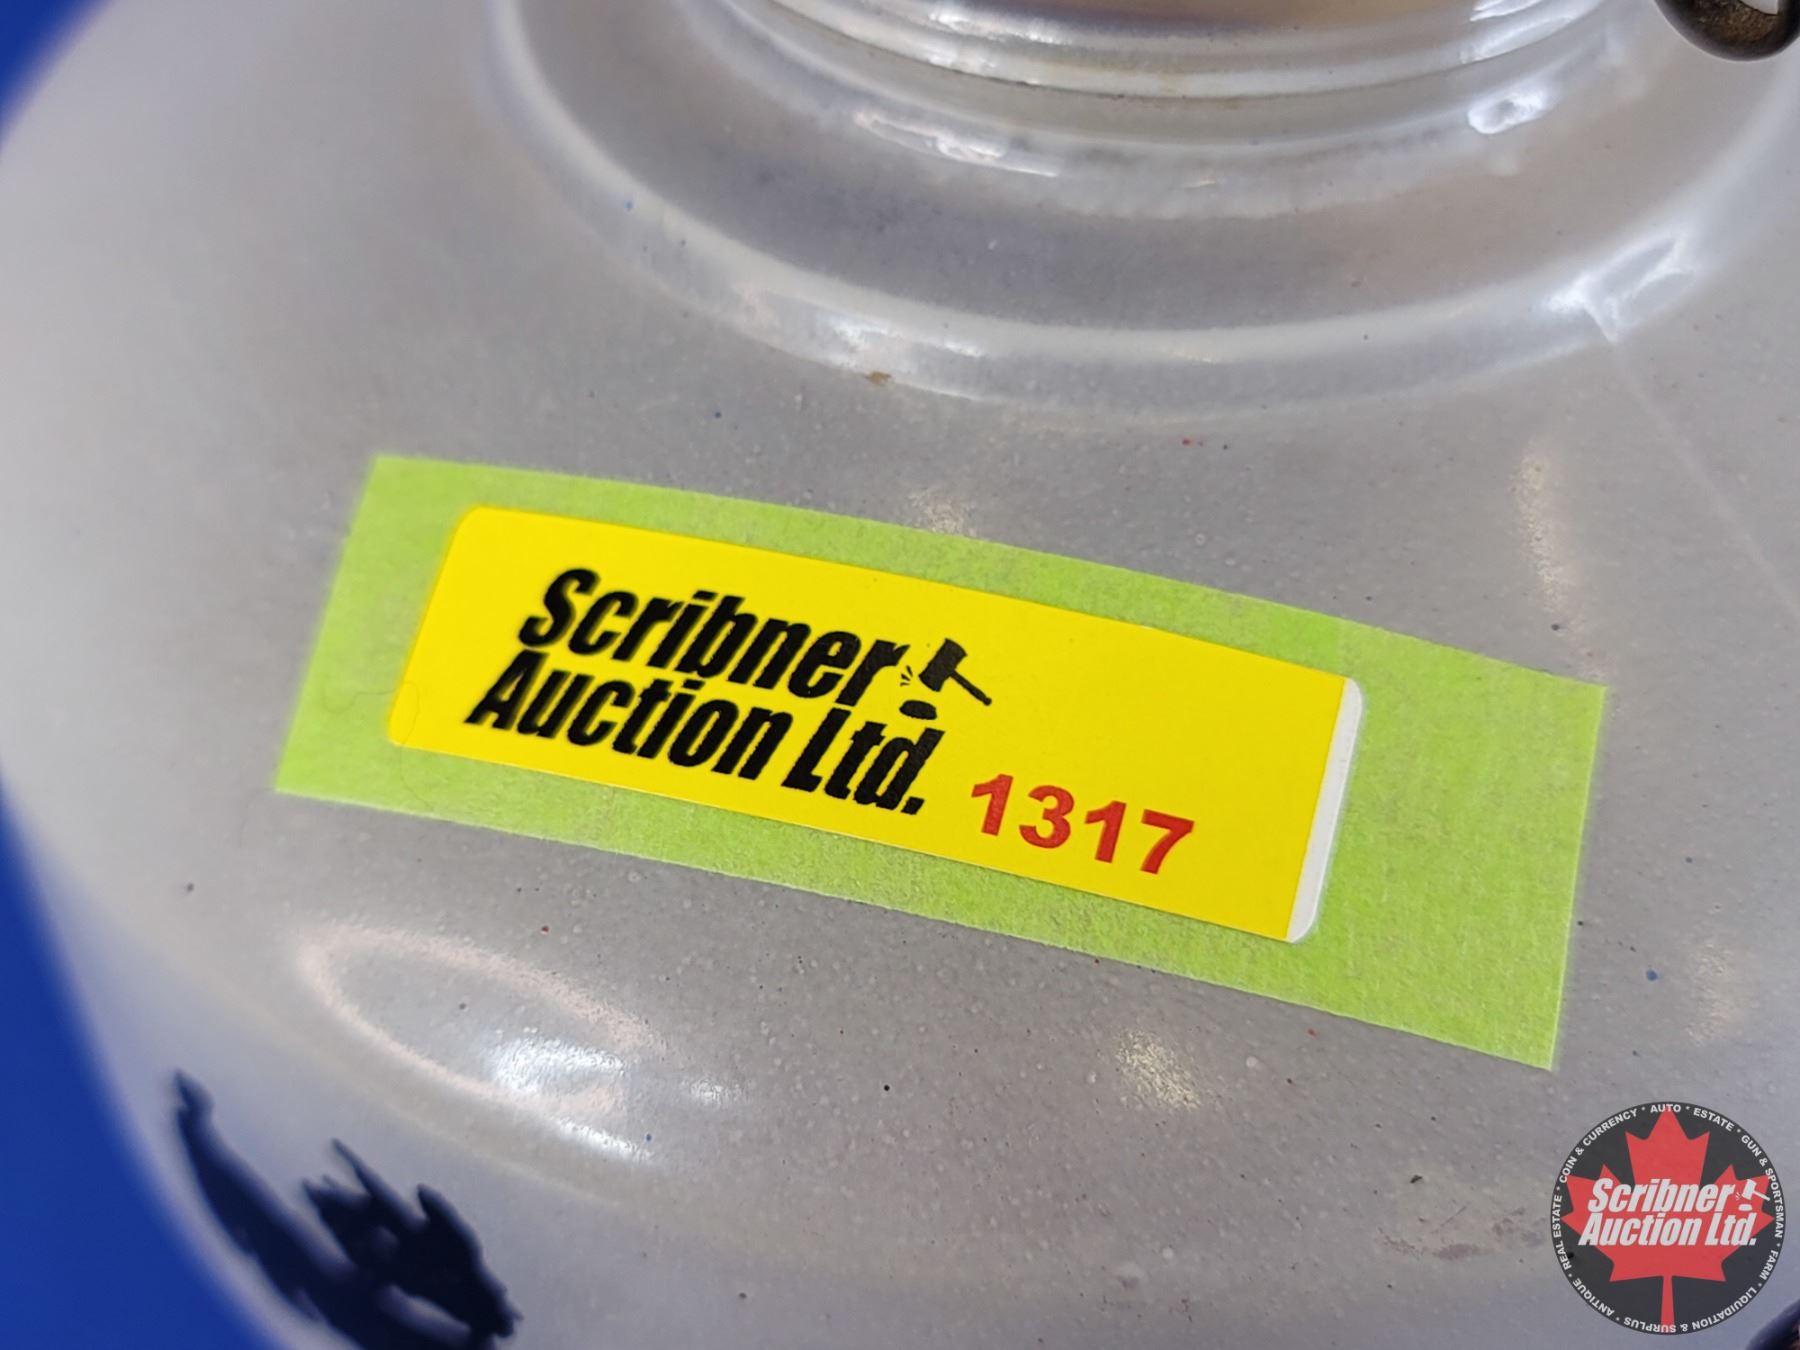 Scribner
Auction Ltd.
1317
COIN & CURRENCY * AUTO * ESTATE * GUN & SPORTSMAN * FARM * LIQUIDATION & SURPLUS * ANTIQUE * REAL ESTATE *
Scribner
Auction Ltd.